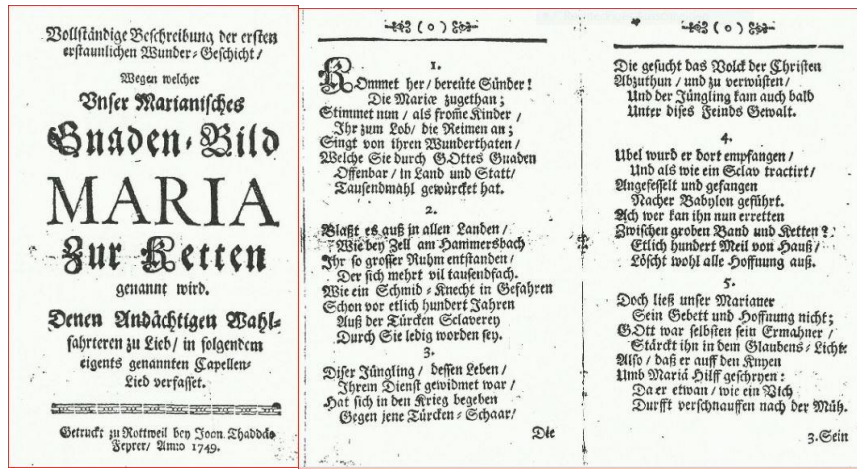 Vollständige Beschreibung der ersten
erstaunlichen Wunder-Geschicht/
Wegen welcher
Unser Marianisches
Gnaden-Bild
MARIA
Zur Ketten
genannt wird.
Denen Andächtigen Wahl-
fahrteren zu Lieb/ in folgendem
eigents genannten Capellen-
Lied verfasset.
Getruckt zu Rottweil bey Joon. Thaddäo
Feyrer/ Anno 1749.
( o )
1.
KOmmet her/ bereüte Sünder!
Die Mariæ zugethan;
Stimmet nun/ als from̃e Kinder/
Ihr zum Lob/ die Reimen an;
Singt von ihren Wunderthaten/
Welche Sie durch GOttes Gnaden
Offenbar/ in Land und Statt/
Tausendmahl gewürcket hat.
2.
Blaßt es auß in allen Landen/
Wie bey Zell am Hammersbach
Ihr so grosser Ruhm entstanden/
Der sich mehrt vil tausendfach.
Wie ein Schmid-Knecht in Gefahren
Schon vor etlich hundert Jahren
Auß der Türcken Sclaverey
Durch Sie ledig worden sey.
3.
Diser Jüngling/ dessen Leben/
Ihrem Dienst gewidmet war/
Hat sich in den Krieg begeben
Gegen jene Türcken-Schaar/
Die
( o )
Die gesucht das Volck der Christen
Abzuthun/ und zu verwüsten/
Und der Jüngling kam auch bald
Unter dises Feinds Gewalt.
4.
Ubel wurd er dort empfangen/
Und als wie ein Sclav tractirt/
Angefesselt und gefangen
Nacher Babylon geführt.
Ach wer kan ihn nun erretten
Zwischen groben Band und Ketten?
Etlich hundert Meil von Hauß/
Löscht wohl alle Hoffnung auß.
5.
Doch ließ unser Marianer
Sein Gebett und Hoffnung nicht;
GOtt war selbsten sein Ermahner/
Stärckt ihn in dem Glaubens-Lichte
Also/ daß er auff den Knyen
Umb Mariä Hilff geschryen:
Da er etwan/ wie ein Vich
Durfft verschnauffen nach der Müh.
3. Sein